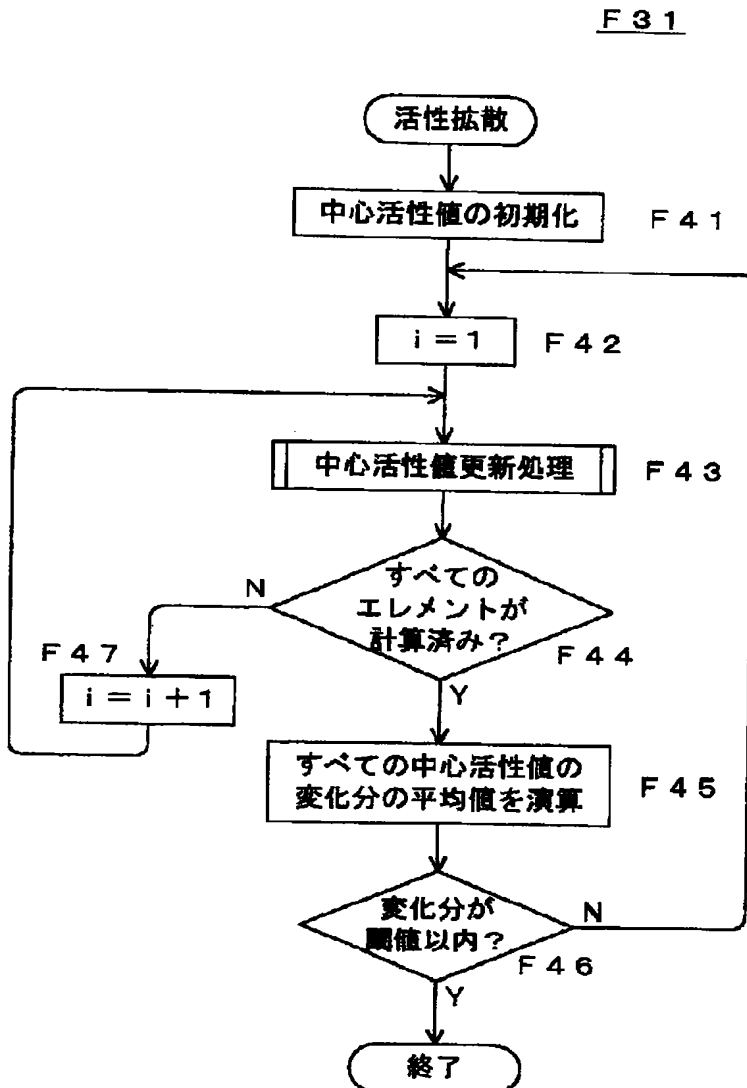 F31
活性拡散
中心活性値の初期化
F41
i=1
F42
中心活性値更新処理
F43
すべての
エレメントが
計算済み?
F44
N
Y
F47
i=i+1
すべての中心活性値の
変化分の平均値を演算
F45
変化分が
閾値以内?
F46
N
Y
終了